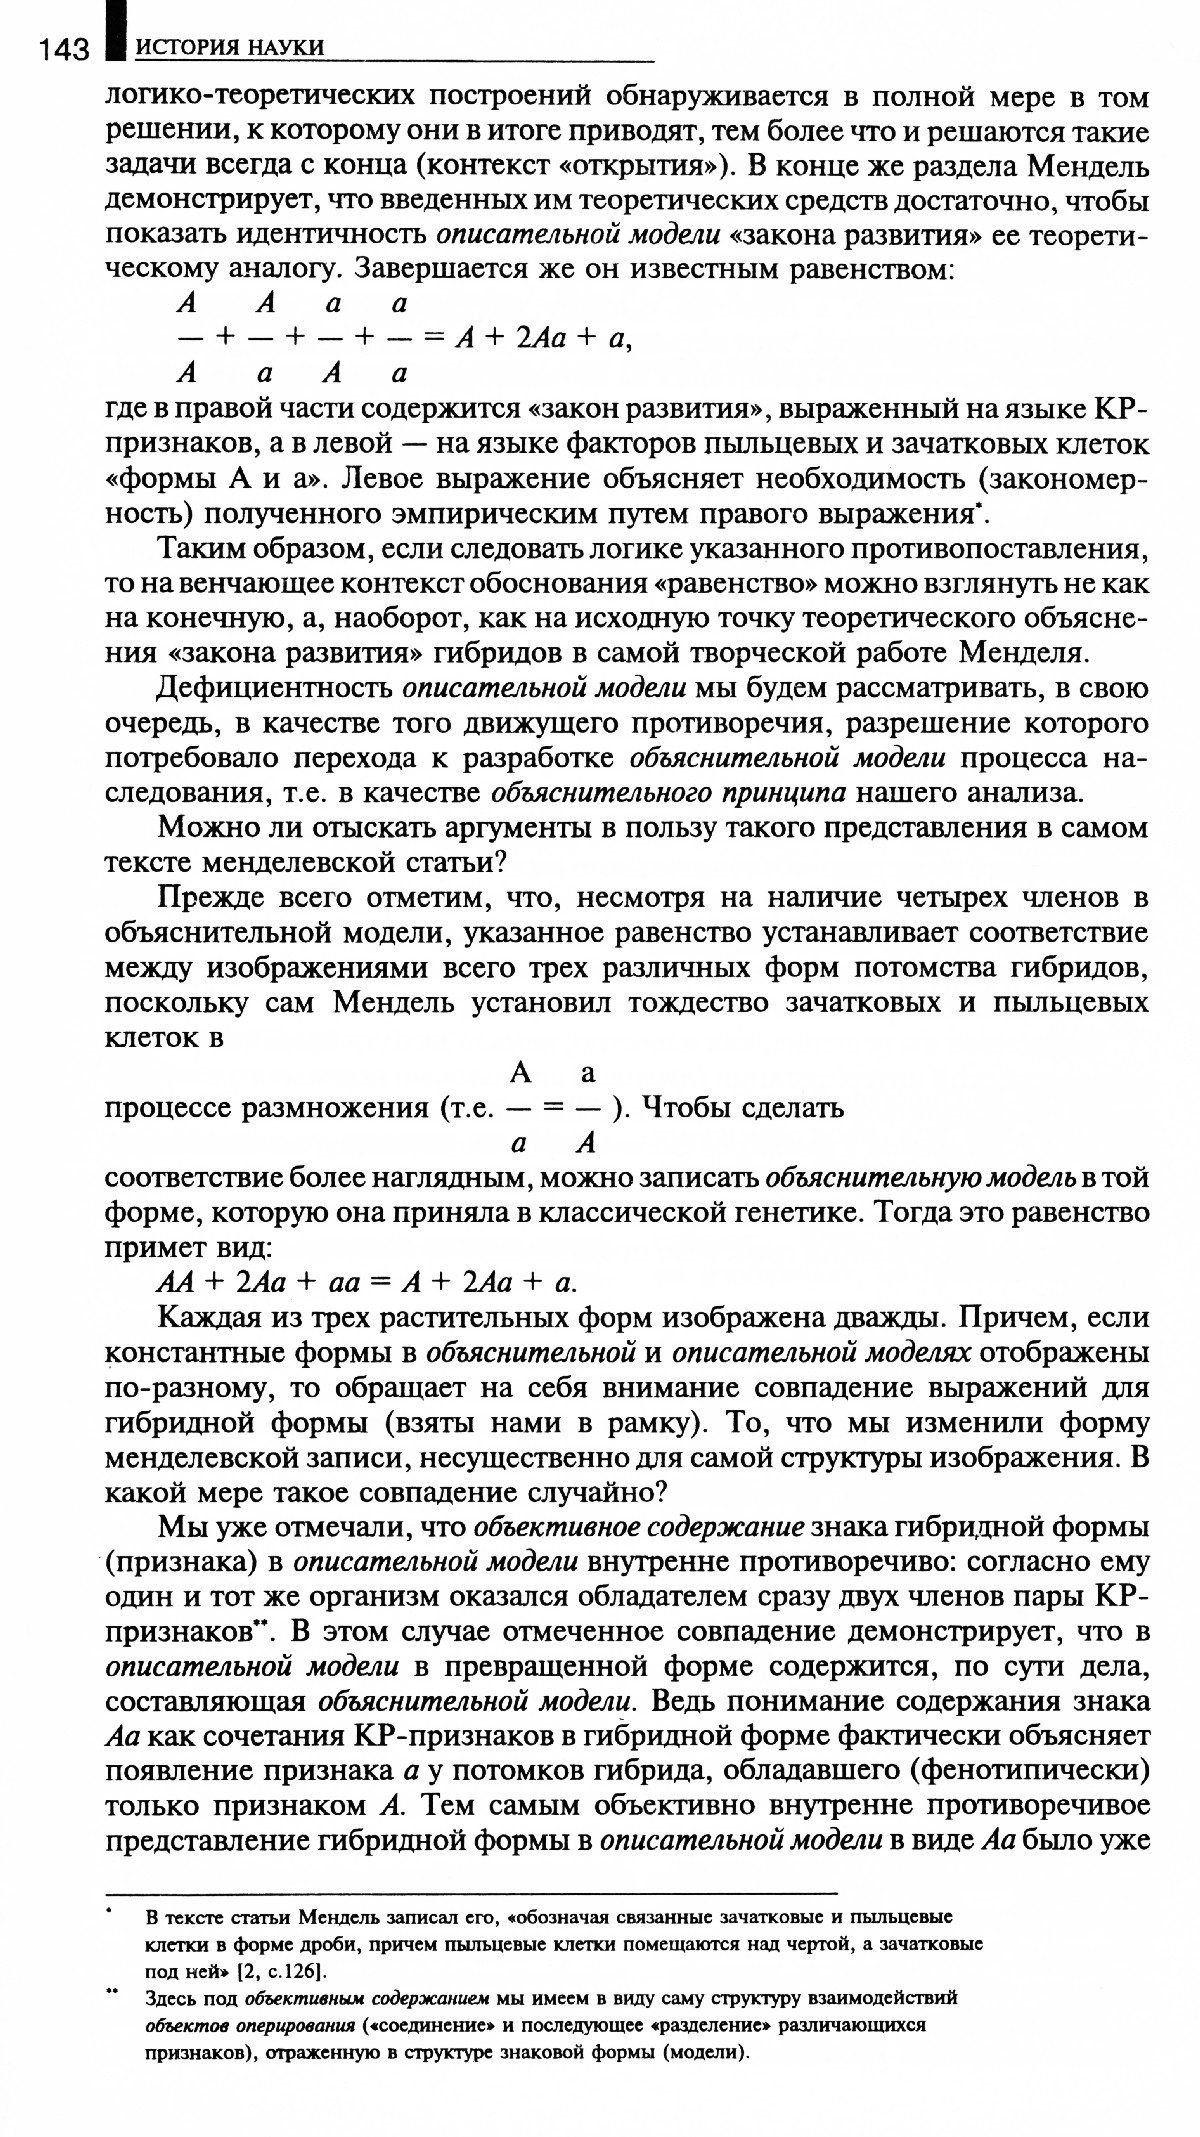 143 ИСТОРИЯ НАУКИ
логико-теоретических построений обнаруживается в полной мере в том
решении, к которому они в итоге приводят, тем более что и решаются такие
задачи всегда с конца (контекст «открытия»). В конце же раздела Мендель
демонстрирует, что введенных им теоретических средств достаточно, чтобы
показать идентичность описательной модели «закона развития» ее теорети-
ческому аналогу. Завершается же он известным равенством:
A A a a
— + — + — + — = A + 2Aa + a,
A a A a
где в правой части содержится «закон развития», выраженный на языке КР-
признаков, а в левой — на языке факторов пыльцевых и зачатковых клеток
«формы А и а». Левое выражение объясняет необходимость (закономер-
ность) полученного эмпирическим путем правого выражения*.
Таким образом, если следовать логике указанного противопоставления,
то на венчающее контекст обоснования «равенство» можно взглянуть не как
на конечную, а, наоборот, как на исходную точку теоретического объясне-
ния «закона развития» гибридов в самой творческой работе Менделя.
Дефициентность описательной модели мы будем рассматривать, в свою
очередь, в качестве того движущего противоречия, разрешение которого
потребовало перехода к разработке объяснительной модели процесса на-
следования, т.е. в качестве объяснительного принципа нашего анализа.
Можно ли отыскать аргументы в пользу такого представления в самом
тексте менделевской статьи?
Прежде всего отметим, что, несмотря на наличие четырех членов в
объяснительной модели, указанное равенство устанавливает соответствие
между изображениями всего трех различных форм потомства гибридов,
поскольку сам Мендель установил тождество зачатковых и пыльцевых
клеток в
А а
процессе размножения (т.е. — = — ). Чтобы сделать
a A
соответствие более наглядным, можно записать объяснительную модель в той
форме, которую она приняла в классической генетике. Тогда это равенство
примет вид:
AA + 2Aa + aa = A + 2Aa + a.
Каждая из трех растительных форм изображена дважды. Причем, если
константные формы в объяснительной и описательной моделях отображены
по-разному, то обращает на себя внимание совпадение выражений для
гибридной формы (взяты нами в рамку). То, что мы изменили форму
менделевской записи, несущественно для самой структуры изображения. В
какой мере такое совпадение случайно?
Мы уже отмечали, что объективное содержание знака гибридной формы
(признака) в описательной модели внутренне противоречиво: согласно ему
один и тот же организм оказался обладателем сразу двух членов пары КР-
признаков**. В этом случае отмеченное совпадение демонстрирует, что в
описательной модели в превращенной форме содержится, по сути дела,
составляющая объяснительной модели. Ведь понимание содержания знака
Aa как сочетания КР-признаков в гибридной форме фактически объясняет
появление признака a у потомков гибрида, обладавшего (фенотипически)
только признаком A. Тем самым объективно внутренне противоречивое
представление гибридной формы в описательной модели в виде Aa было уже
* В тексте статьи Мендель записал его, «обозначая связанные зачатковые и пыльцевые
клетки в форме дроби, причем пыльцевые клетки помещаются над чертой, а зачатковые
под ней» [2, с.126].
** Здесь под объективным содержанием мы имеем в виду саму структуру взаимодействий
объектов оперирования («соединение» и последующее «разделение» различающихся
признаков), отраженную в структуре знаковой формы (модели).